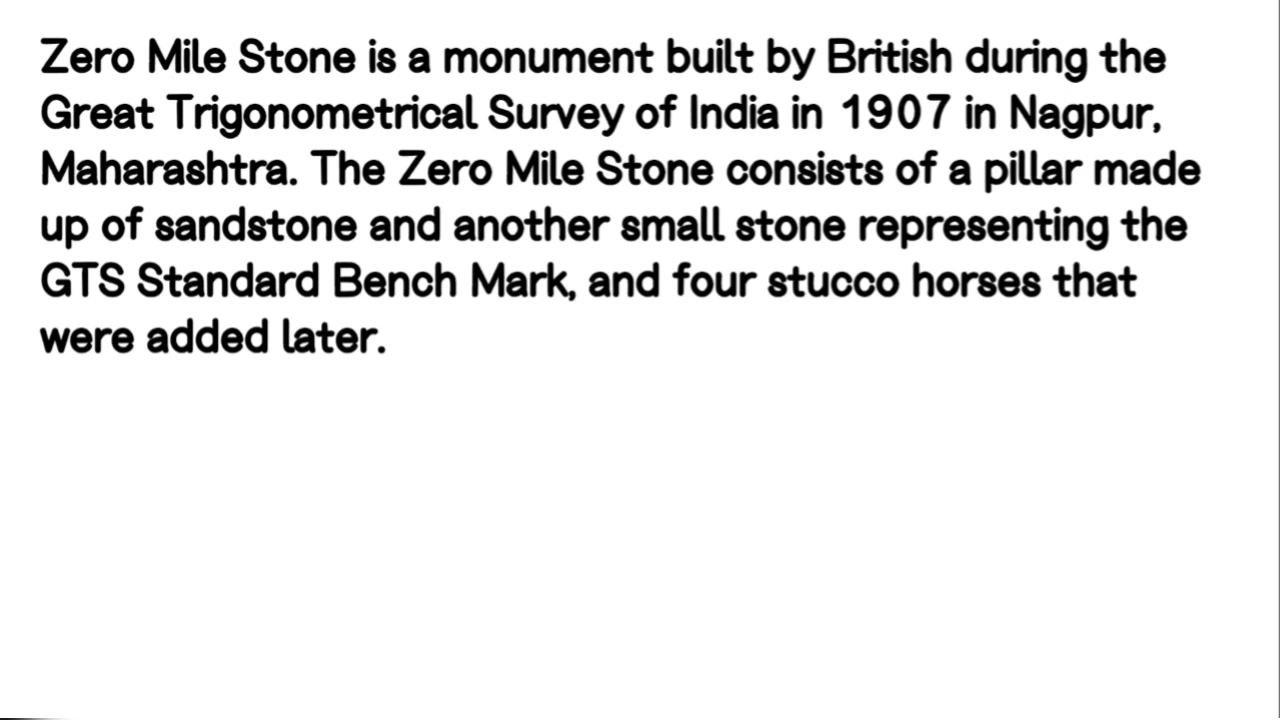 Zero Mile Stone is a monument built by British during the
Great Trigonometrical Survey of India in 1907 in Nagpur,
Maharashtra. The Zero Mile Stone consists of a pillar made
up of sandstone and another small stone representing the
GTS Standard Bench Mark, and four stucco horses that
were added later.